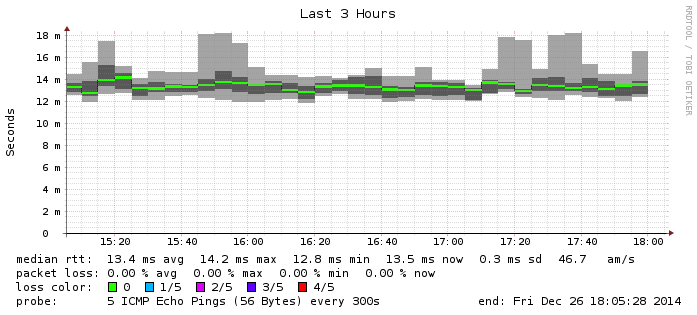 Last 3 Hours
RRDTOOL / TOBI OETIKER
Seconds
18 m
16 m
14 m
12 m
10 m
8 m
6 m
4 m
2 m
0
15:20 15:40 16:00 16:20 16:40 17:00 17:20 17:40 18:00
median rtt: 13.4 ms avg 14.2 ms max 12.8 ms min 13.5 ms now 0.3 ms sd 46.7 am/s
packet loss: 0.00 % avg 0.00 % max 0.00 % min 0.00 % now
loss color: 0 1/5 2/5 3/5 4/5
probe: 5 ICMP Echo Pings (56 Bytes) every 300s end: Fri Dec 26 18:05:28 2014